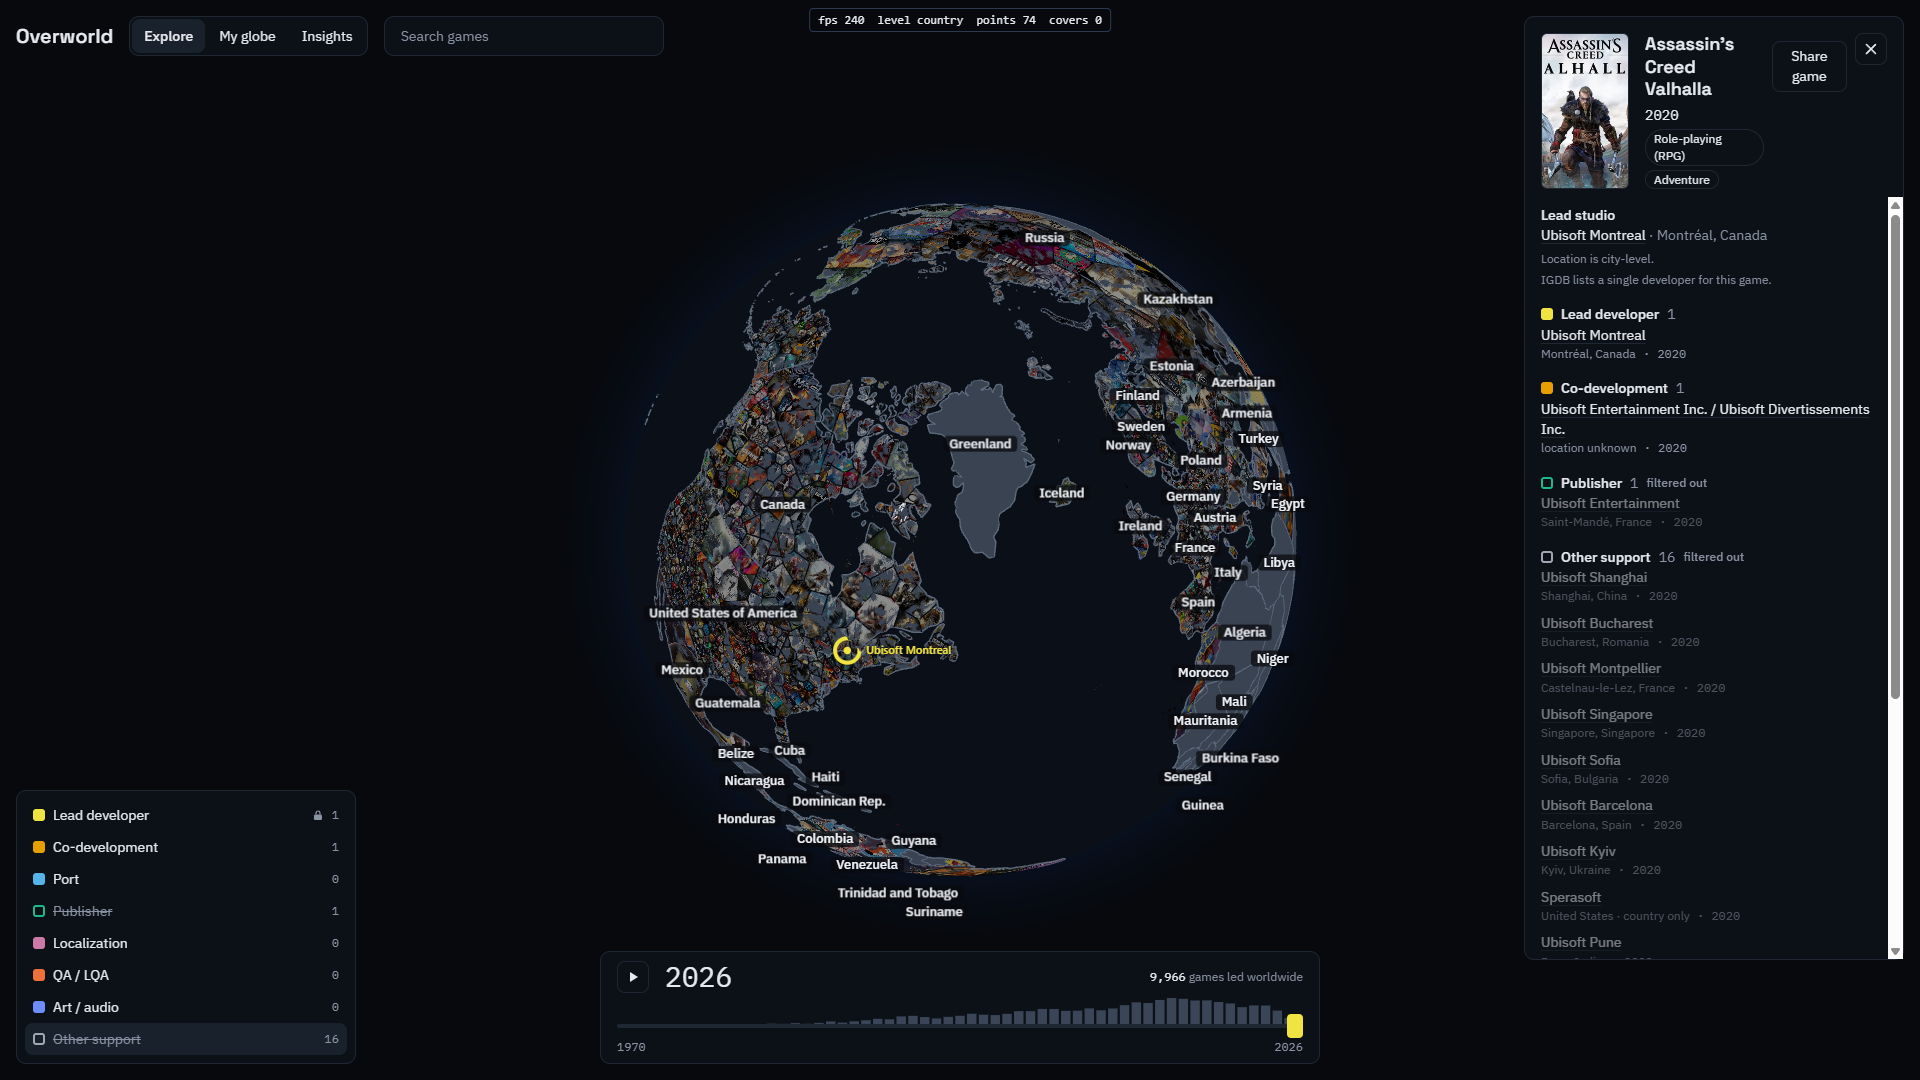 Overworld
Explore
My globe
Insights
Search games
fps 240 level country points 74 covers 0
ASSASSIN'S
CREED
ALHALL
Assassin's
Creed
Valhalla
2020
Role-playing
(RPG)
Adventure
Share
game
Lead studio
Ubisoft Montreal · Montréal, Canada
Location is city-level.
IGDB lists a single developer for this game.
Lead developer 1
Ubisoft Montreal
Montréal, Canada · 2020
Co-development 1
Ubisoft Entertainment Inc. / Ubisoft Divertissements
Inc.
location unknown · 2020
Publisher 1 filtered out
Ubisoft Entertainment
Saint-Mandé, France · 2020
Other support 16 filtered out
Ubisoft Shanghai
Shanghai, China · 2020
Ubisoft Bucharest
Bucharest, Romania · 2020
Ubisoft Montpellier
Castelnau-le-Lez, France · 2020
Ubisoft Singapore
Singapore, Singapore · 2020
Ubisoft Sofia
Sofia, Bulgaria · 2020
Ubisoft Barcelona
Barcelona, Spain · 2020
Ubisoft Kyiv
Kyiv, Ukraine · 2020
Sperasoft
United States · country only · 2020
Ubisoft Pune
Russia
Kazakhstan
Estonia
Azerbaijan
Finland
Armenia
Sweden
Turkey
Norway
Greenland
Poland
Syria
Iceland
Germany
Egypt
Canada
Austria
Ireland
France
Libya
Italy
Spain
United States of America
Algeria
Ubisoft Montreal
Niger
Mexico
Morocco
Guatemala
Mali
Mauritania
Belize
Cuba
Burkina Faso
Nicaragua
Haiti
Senegal
Dominican Rep.
Guinea
Honduras
Colombia
Guyana
Panama
Venezuela
Trinidad and Tobago
Suriname
Lead developer 1
Co-development 1
Port 0
Publisher 1
Localization 0
QA / LQA 0
Art / audio 0
Other support 16
2026
9,966 games led worldwide
1970
2026